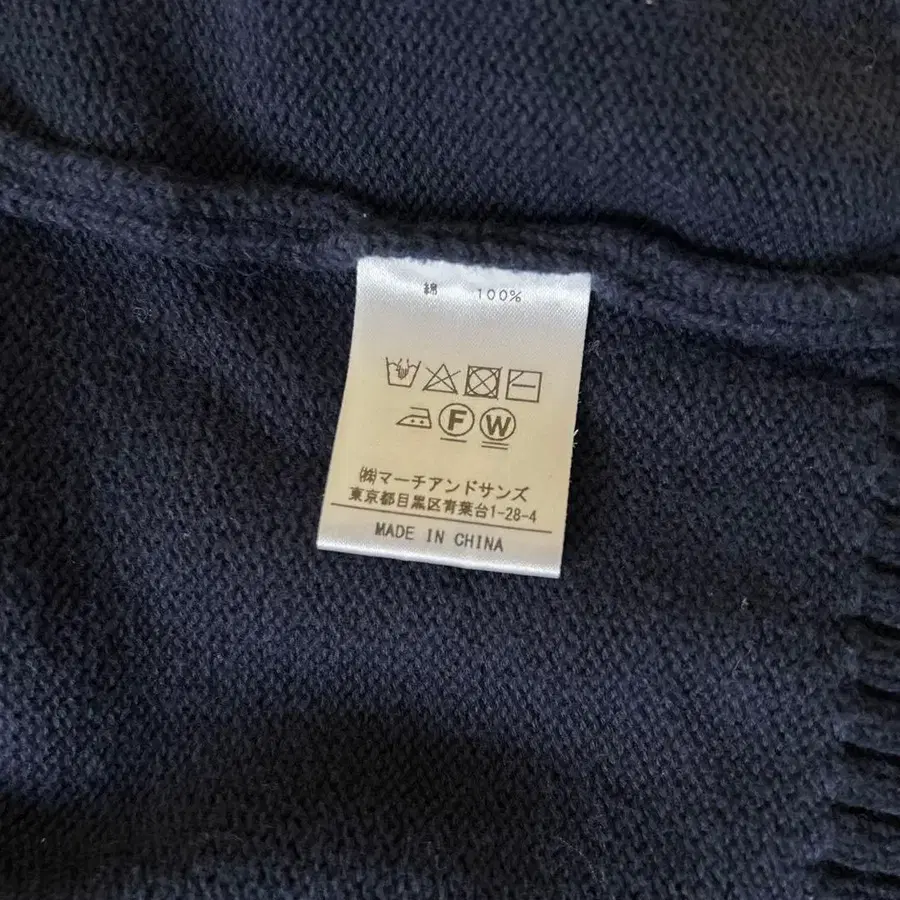 綿 100%
F W
㈱マーチアンドサンズ
東京都目黒区青葉台1-28-4
MADE IN CHINA